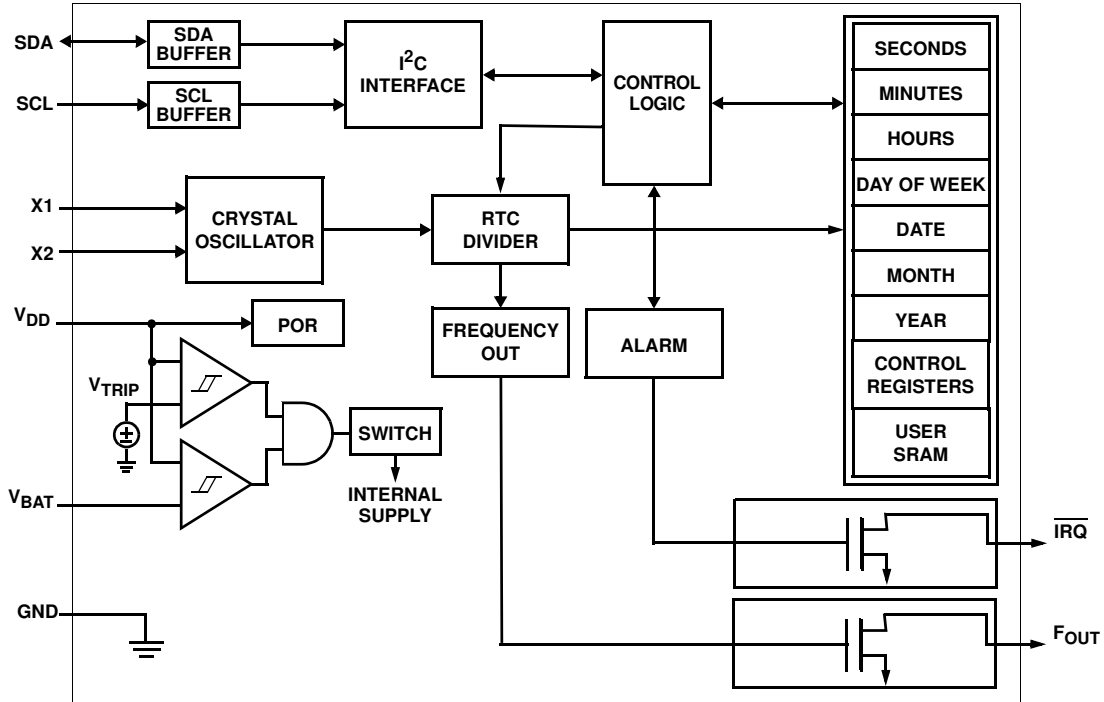 SDA
SDA
BUFFER
SCL
SCL
BUFFER
I²C
INTERFACE
CONTROL
LOGIC
SECONDS
MINUTES
HOURS
DAY OF WEEK
DATE
MONTH
YEAR
CONTROL
REGISTERS
USER
SRAM
X1
X2
CRYSTAL
OSCILLATOR
RTC
DIVIDER
FREQUENCY
OUT
ALARM
VDD
POR
VTRIP
SWITCH
INTERNAL
SUPPLY
VBAT
GND
IRQ
FOUT